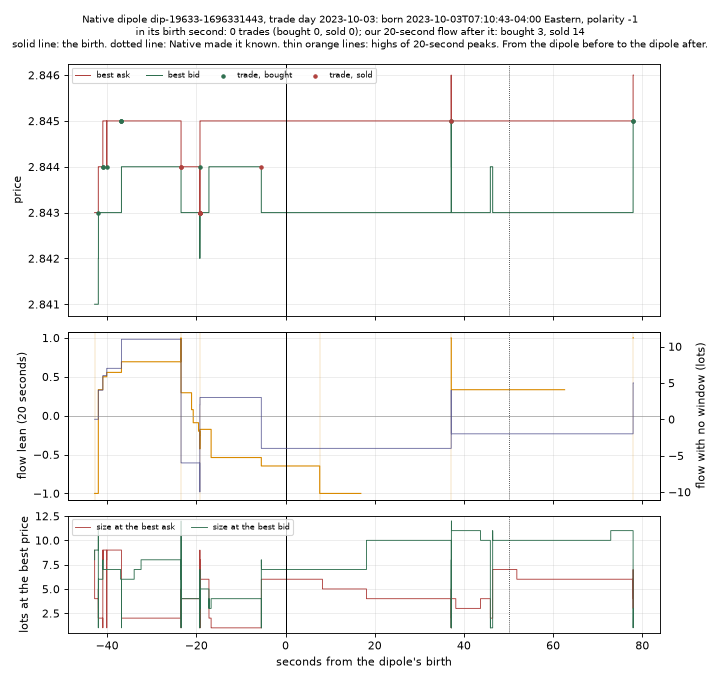 Native dipole dip-19633-1696331443, trade day 2023-10-03: born 2023-10-03T07:10:43-04:00 Eastern, polarity -1
in its birth second: 0 trades (bought 0, sold 0); our 20-second flow after it: bought 3, sold 14
solid line: the birth. dotted line: Native made it known. thin orange lines: highs of 20-second peaks. From the dipole before to the dipole after.
best ask
best bid
trade, bought
trade, sold
2.846
2.845
2.844
2.843
2.842
2.841
price
1.0
0.5
0.0
−0.5
−1.0
flow lean (20 seconds)
10
5
0
−5
−10
flow with no window (lots)
size at the best ask
size at the best bid
12.5
10.0
7.5
5.0
2.5
lots at the best price
−40
−20
0
20
40
60
80
seconds from the dipole's birth